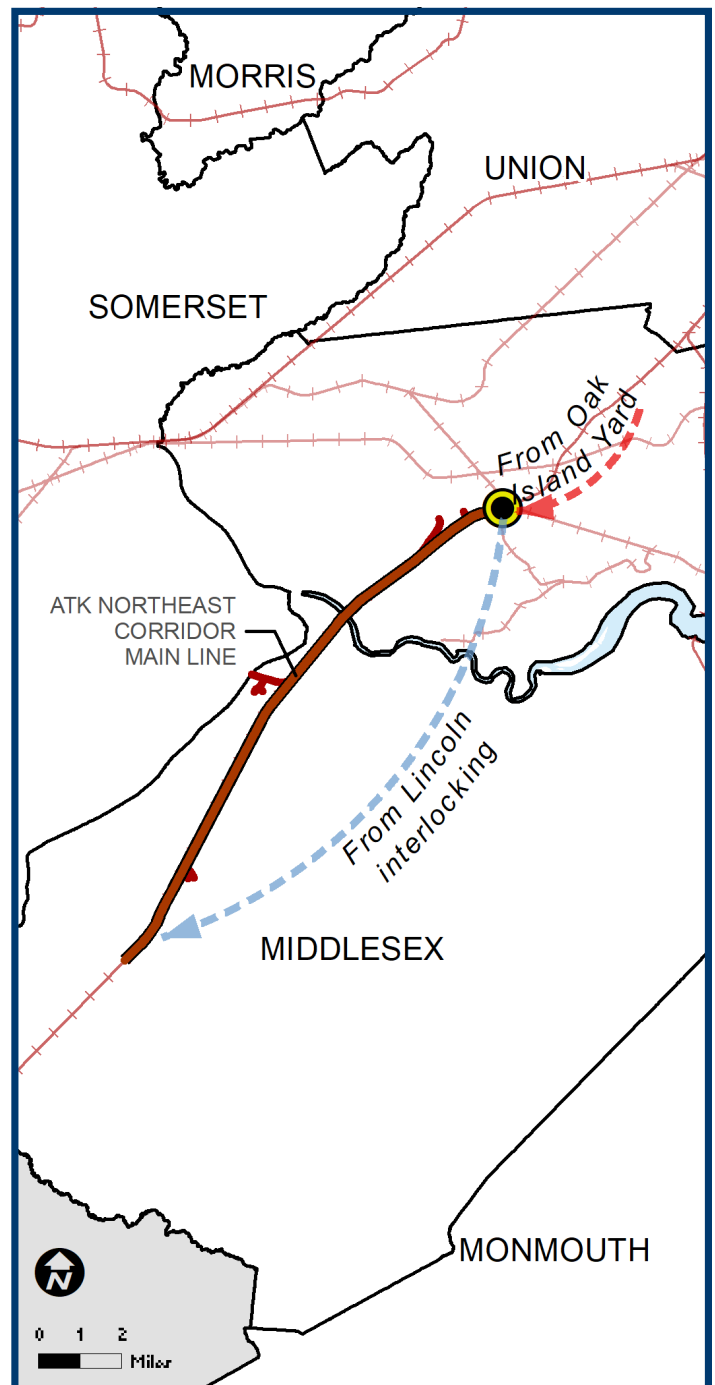 MORRIS
UNION
SOMERSET
From Oak
Island Yard
ATK NORTHEAST
CORRIDOR
MAIN LINE
From Lincoln
interlocking
MIDDLESEX
MONMOUTH
N
0 1 2
Miles